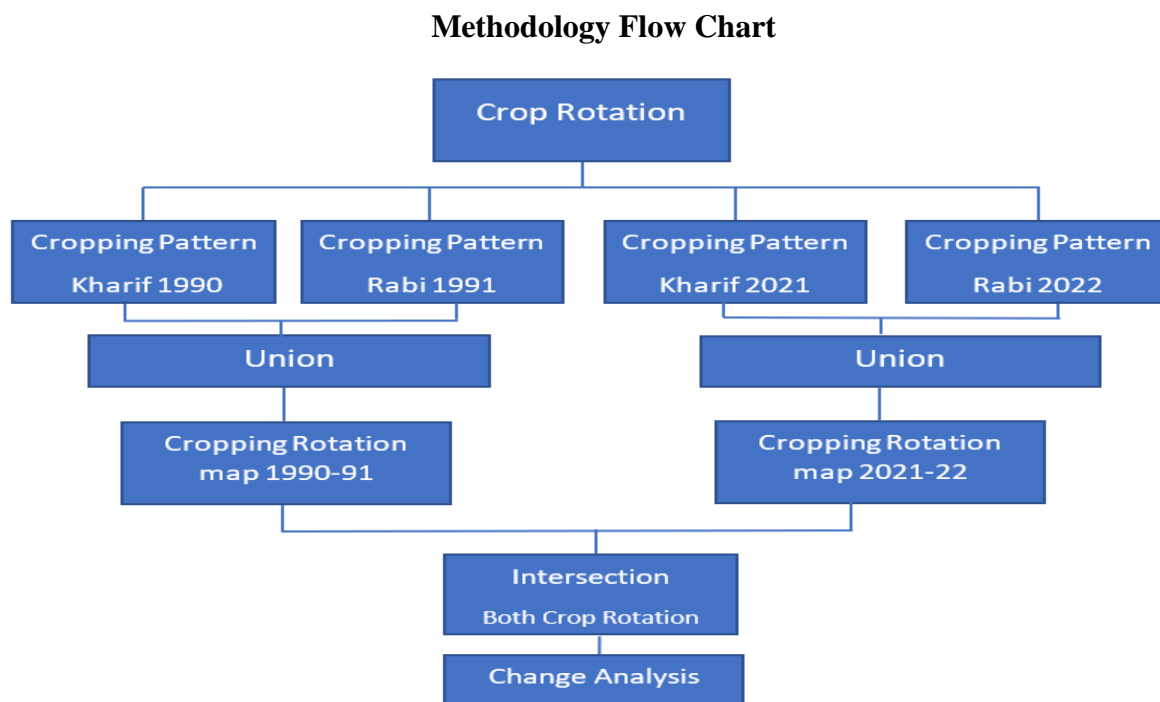 Methodology Flow Chart
Crop Rotation
Cropping Pattern
Kharif 1990
Cropping Pattern
Rabi 1991
Cropping Pattern
Kharif 2021
Cropping Pattern
Rabi 2022
Union
Union
Cropping Rotation
map 1990-91
Cropping Rotation
map 2021-22
Intersection
Both Crop Rotation
Change Analysis